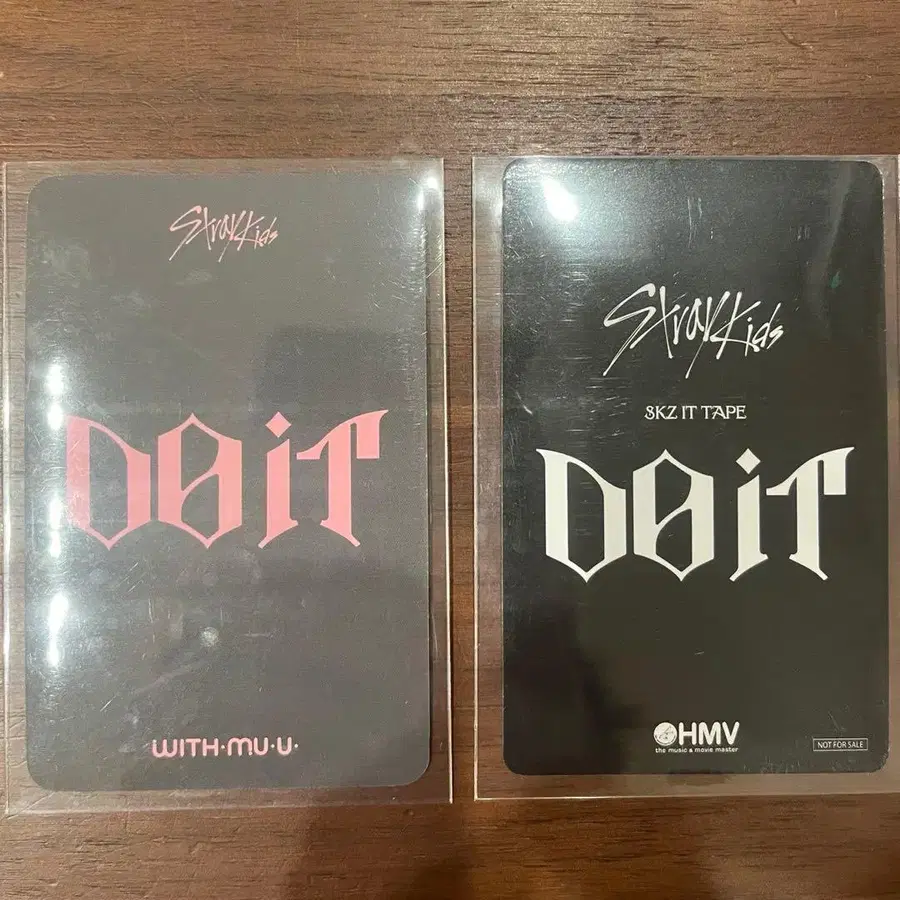 Stray Kids
DO iT
WITH·MU·U·
Stray Kids
SKZ IT TAPE
DO iT
HMV
the music & movie master
NOT FOR SALE